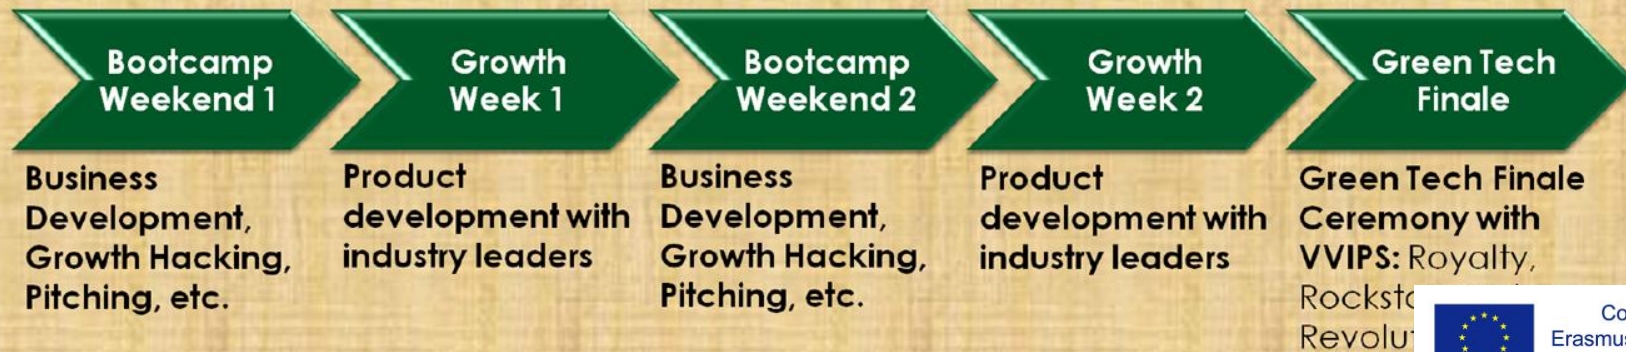 Bootcamp
Weekend 1
Growth
Week 1
Bootcamp
Weekend 2
Growth
Week 2
Green Tech
Finale
Business
Development,
Growth Hacking,
Pitching, etc.
Product
development with
industry leaders
Business
Development,
Growth Hacking,
Pitching, etc.
Product
development with
industry leaders
Green Tech Finale
Ceremony with
VVIPS: Royalty,